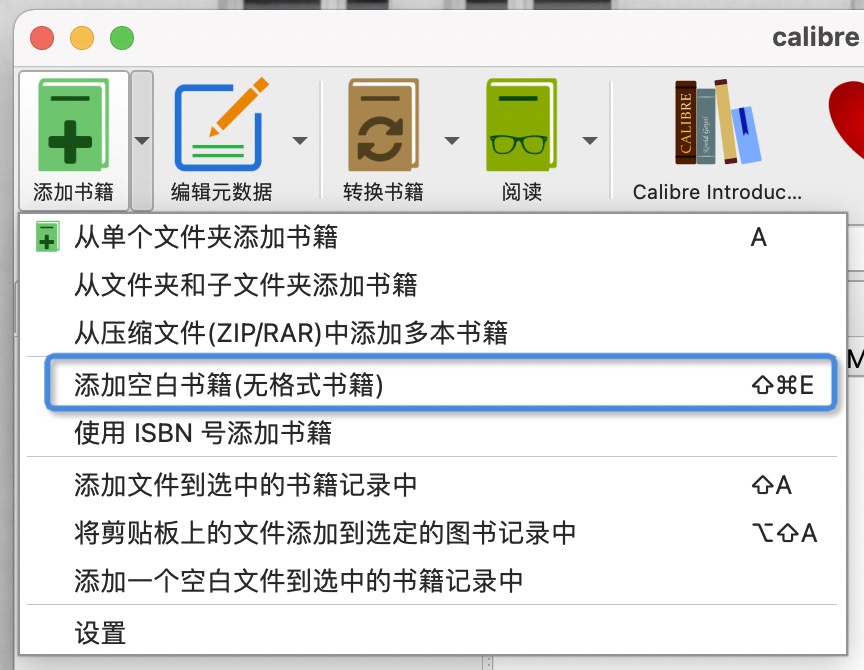 calibre
添加书籍
编辑元数据
转换书籍
CALIBRE
Kovid Goyal
阅读
Calibre Introduc...
从单个文件夹添加书籍 A
从文件夹和子文件夹添加书籍
从压缩文件(ZIP/RAR)中添加多本书籍
添加空白书籍(无格式书籍) ⇧⌘E
M
使用 ISBN 号添加书籍
添加文件到选中的书籍记录中 ⇧A
将剪贴板上的文件添加到选定的图书记录中 ⌥⇧A
添加一个空白文件到选中的书籍记录中
设置